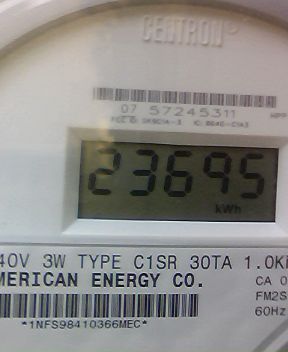 CENTRON®
07 57245311
23695
kWh
40V 3W TYPE C1SR 30TA 1.0K
MERICAN ENERGY CO.
CA 0
FM2S
60Hz
*1NFS98410366MEC*